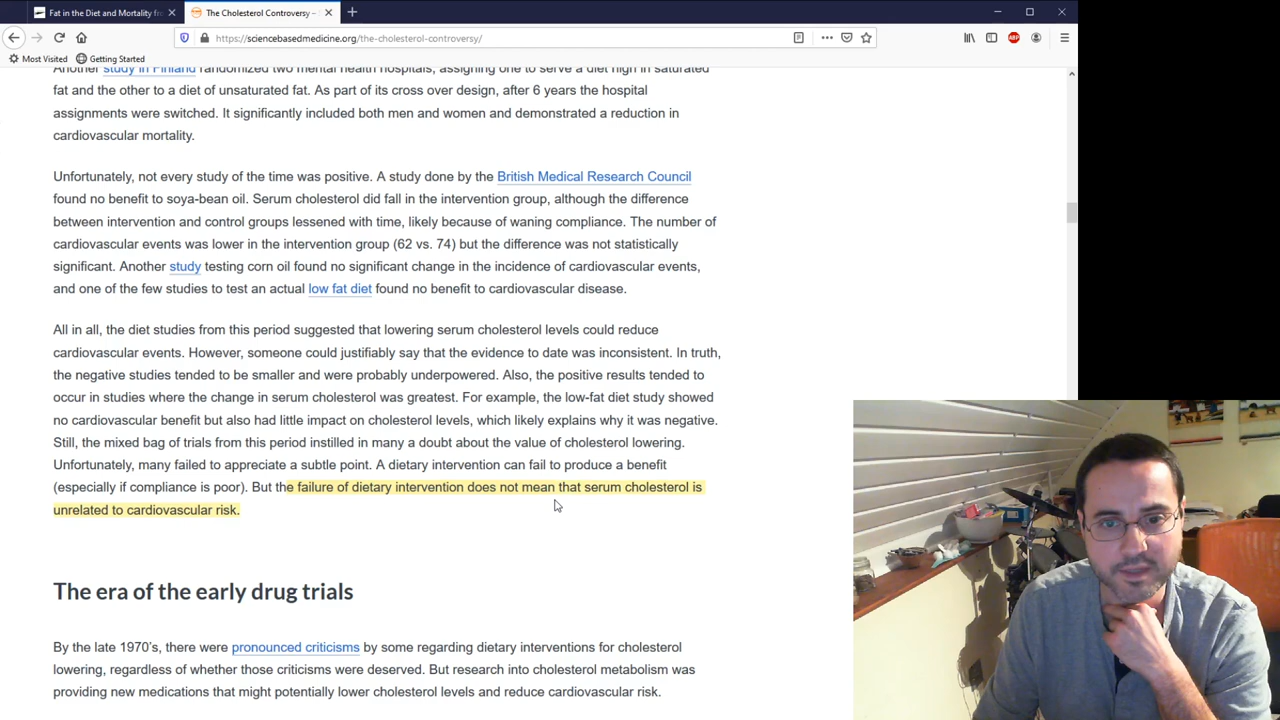 Fat in the Diet and Mortality fr
The Cholesterol Controversy –
https://sciencebasedmedicine.org/the-cholesterol-controversy/
ABP
Most Visited
Getting Started
Another study in Finland randomized two mental health hospitals, assigning one to serve a diet high in saturated
fat and the other to a diet of unsaturated fat. As part of its cross over design, after 6 years the hospital
assignments were switched. It significantly included both men and women and demonstrated a reduction in
cardiovascular mortality.
Unfortunately, not every study of the time was positive. A study done by the British Medical Research Council
found no benefit to soya-bean oil. Serum cholesterol did fall in the intervention group, although the difference
between intervention and control groups lessened with time, likely because of waning compliance. The number of
cardiovascular events was lower in the intervention group (62 vs. 74) but the difference was not statistically
significant. Another study testing corn oil found no significant change in the incidence of cardiovascular events,
and one of the few studies to test an actual low fat diet found no benefit to cardiovascular disease.
All in all, the diet studies from this period suggested that lowering serum cholesterol levels could reduce
cardiovascular events. However, someone could justifiably say that the evidence to date was inconsistent. In truth,
the negative studies tended to be smaller and were probably underpowered. Also, the positive results tended to
occur in studies where the change in serum cholesterol was greatest. For example, the low-fat diet study showed
no cardiovascular benefit but also had little impact on cholesterol levels, which likely explains why it was negative.
Still, the mixed bag of trials from this period instilled in many a doubt about the value of cholesterol lowering.
Unfortunately, many failed to appreciate a subtle point. A dietary intervention can fail to produce a benefit
(especially if compliance is poor). But the failure of dietary intervention does not mean that serum cholesterol is
unrelated to cardiovascular risk.
The era of the early drug trials
By the late 1970's, there were pronounced criticisms by some regarding dietary interventions for cholesterol
lowering, regardless of whether those criticisms were deserved. But research into cholesterol metabolism was
providing new medications that might potentially lower cholesterol levels and reduce cardiovascular risk.